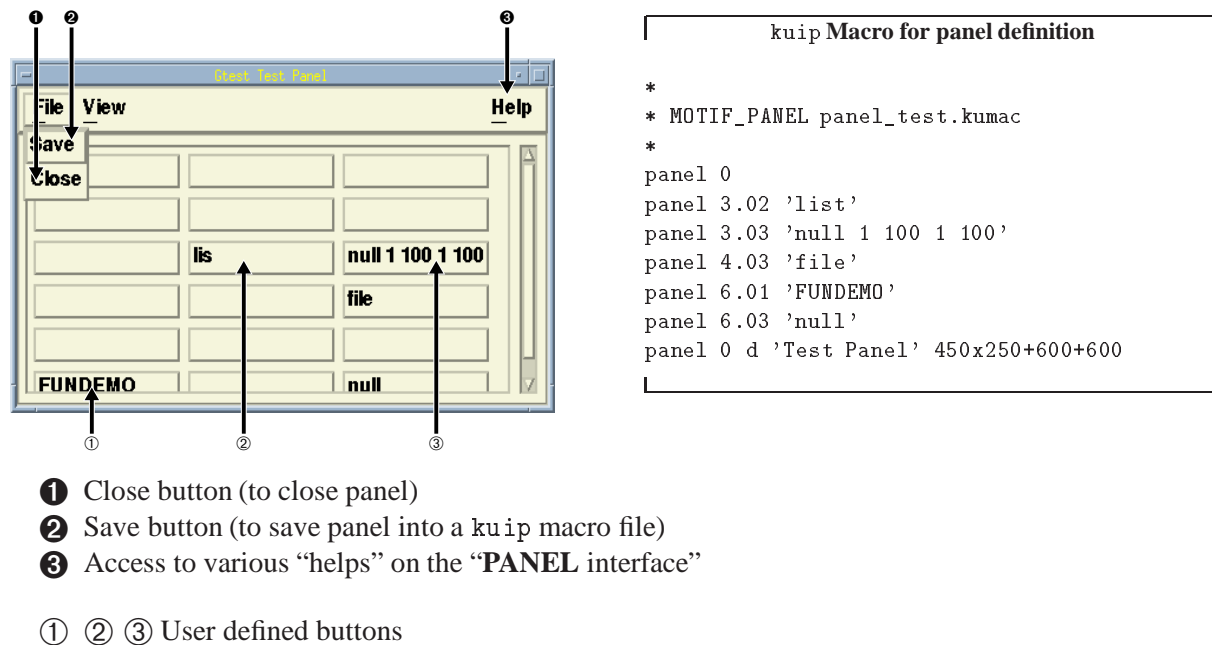 ❶ ❷ ❸
Gtest Test Panel
File View Help
Save
Close
lis null 1 100 1 100
file
FUNDEMO null
① ② ③
kuip Macro for panel definition
*
* MOTIF_PANEL panel_test.kumac
*
panel 0
panel 3.02 ’list’
panel 3.03 ’null 1 100 1 100’
panel 4.03 ’file’
panel 6.01 ’FUNDEMO’
panel 6.03 ’null’
panel 0 d ’Test Panel’ 450x250+600+600
❶ Close button (to close panel)
❷ Save button (to save panel into a kuip macro file)
❸ Access to various “helps” on the “PANEL interface”
① ② ③ User defined buttons